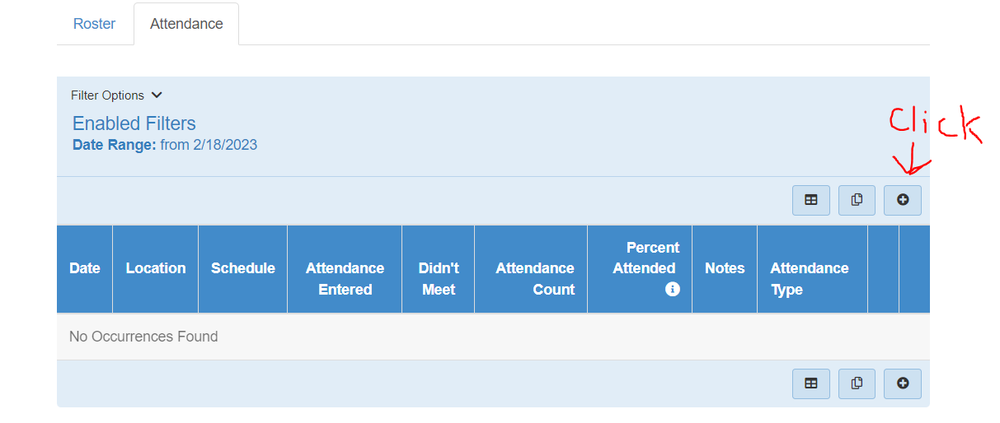 Roster
Attendance
Filter Options
Enabled Filters
Date Range: from 2/18/2023
Click
Date
Location
Schedule
Attendance
Entered
Didn't
Meet
Attendance
Count
Percent
Attended
Notes
Attendance
Type
No Occurrences Found